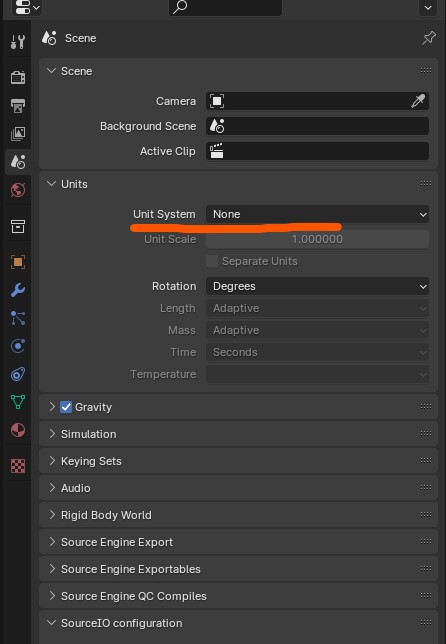 Scene
Scene
Camera
Background Scene
Active Clip
Units
Unit System None
Unit Scale 1.000000
Separate Units
Rotation Degrees
Length Adaptive
Mass Adaptive
Time Seconds
Temperature
Gravity
Simulation
Keying Sets
Audio
Rigid Body World
Source Engine Export
Source Engine Exportables
Source Engine QC Compiles
SourceIO configuration